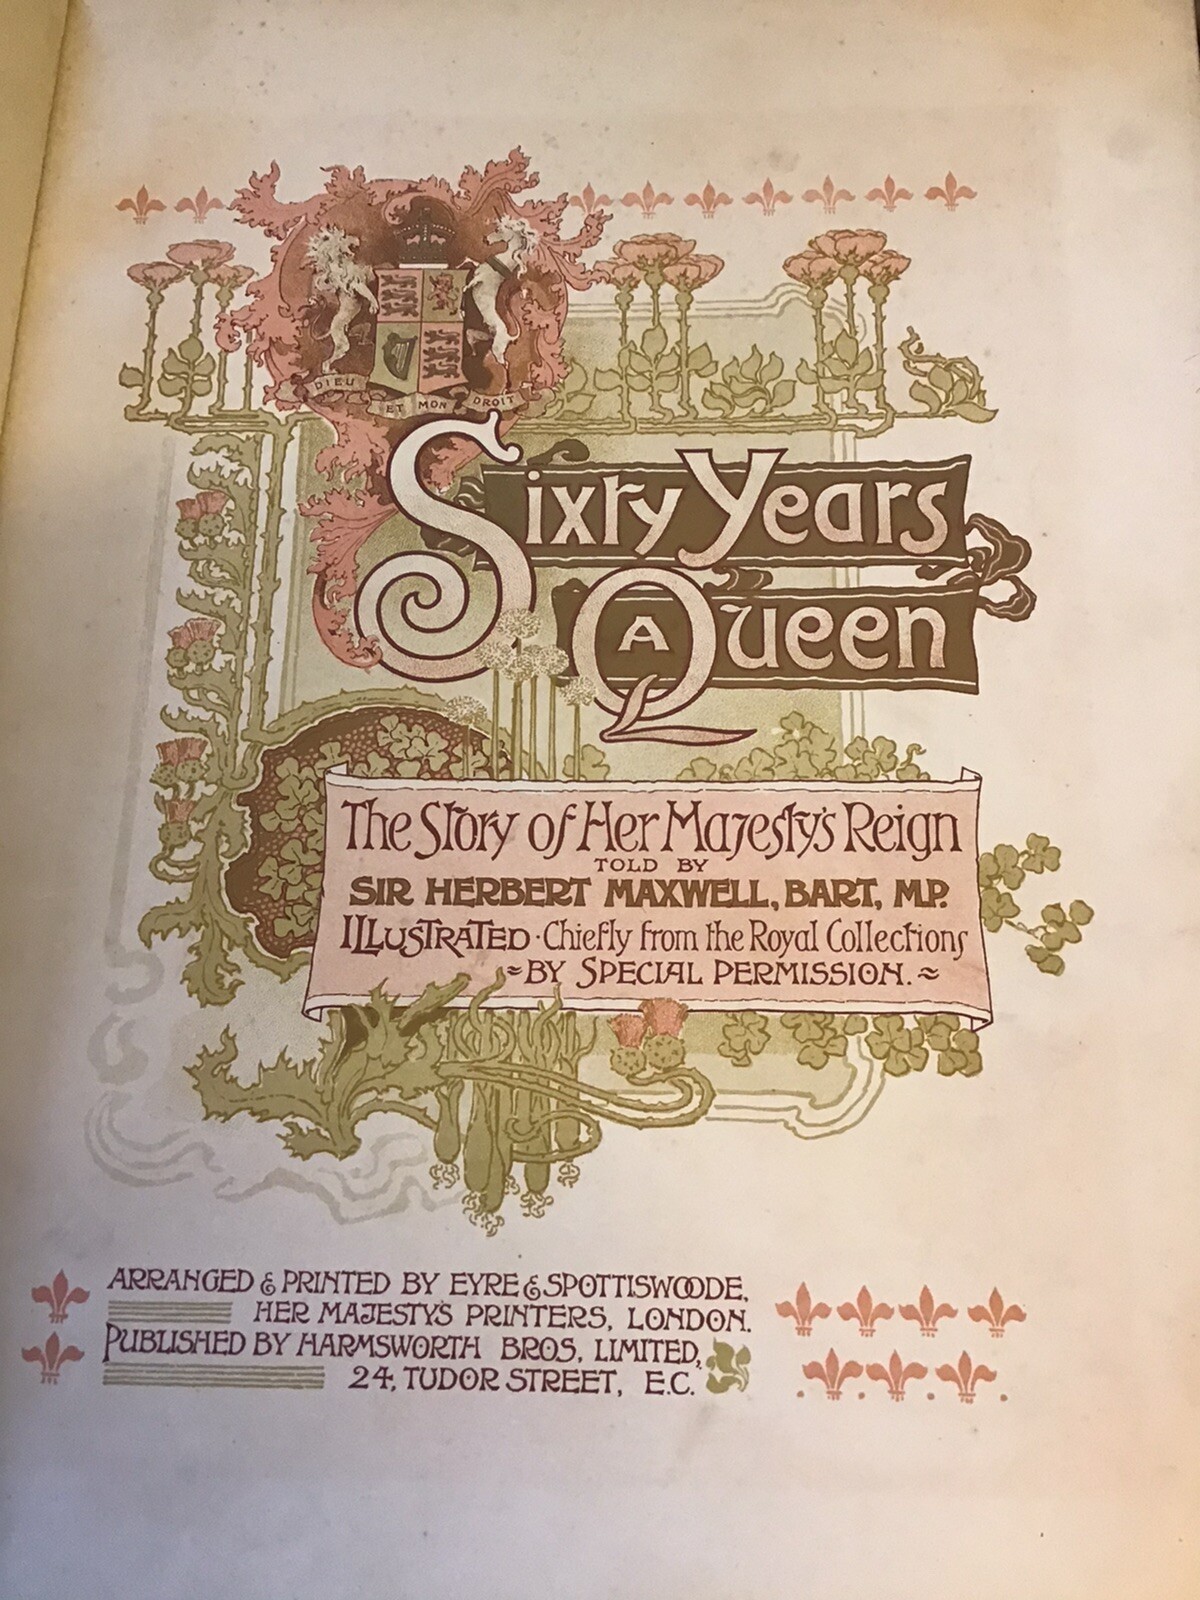 DIEU ET MON DROIT
Sixty Years
A Queen
The Story of Her Majesty's Reign
TOLD BY
SIR HERBERT MAXWELL, BART, M.P.
ILLUSTRATED · Chiefly from the Royal Collections
≈ BY SPECIAL PERMISSION. ≈
ARRANGED & PRINTED BY EYRE & SPOTTISWOODE,
HER MAJESTY'S PRINTERS, LONDON.
PUBLISHED BY HARMSWORTH BROS, LIMITED,
24, TUDOR STREET, E.C.